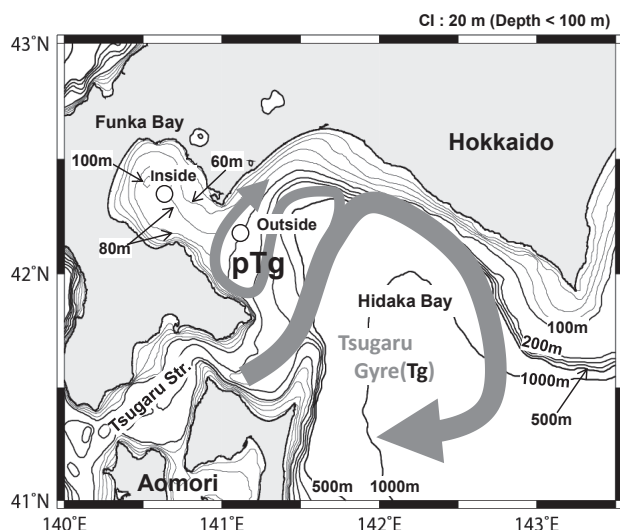 CI : 20 m (Depth < 100 m)
43°N
Funka Bay
Hokkaido
100m
Inside
60m
Outside
80m
42°N
pTg
Hidaka Bay
100m
Tsugaru
Gyre(Tg)
200m
1000m
Tsugaru Str.
500m
Aomori
500m
1000m
41°N
140°E
141°E
142°E
143°E